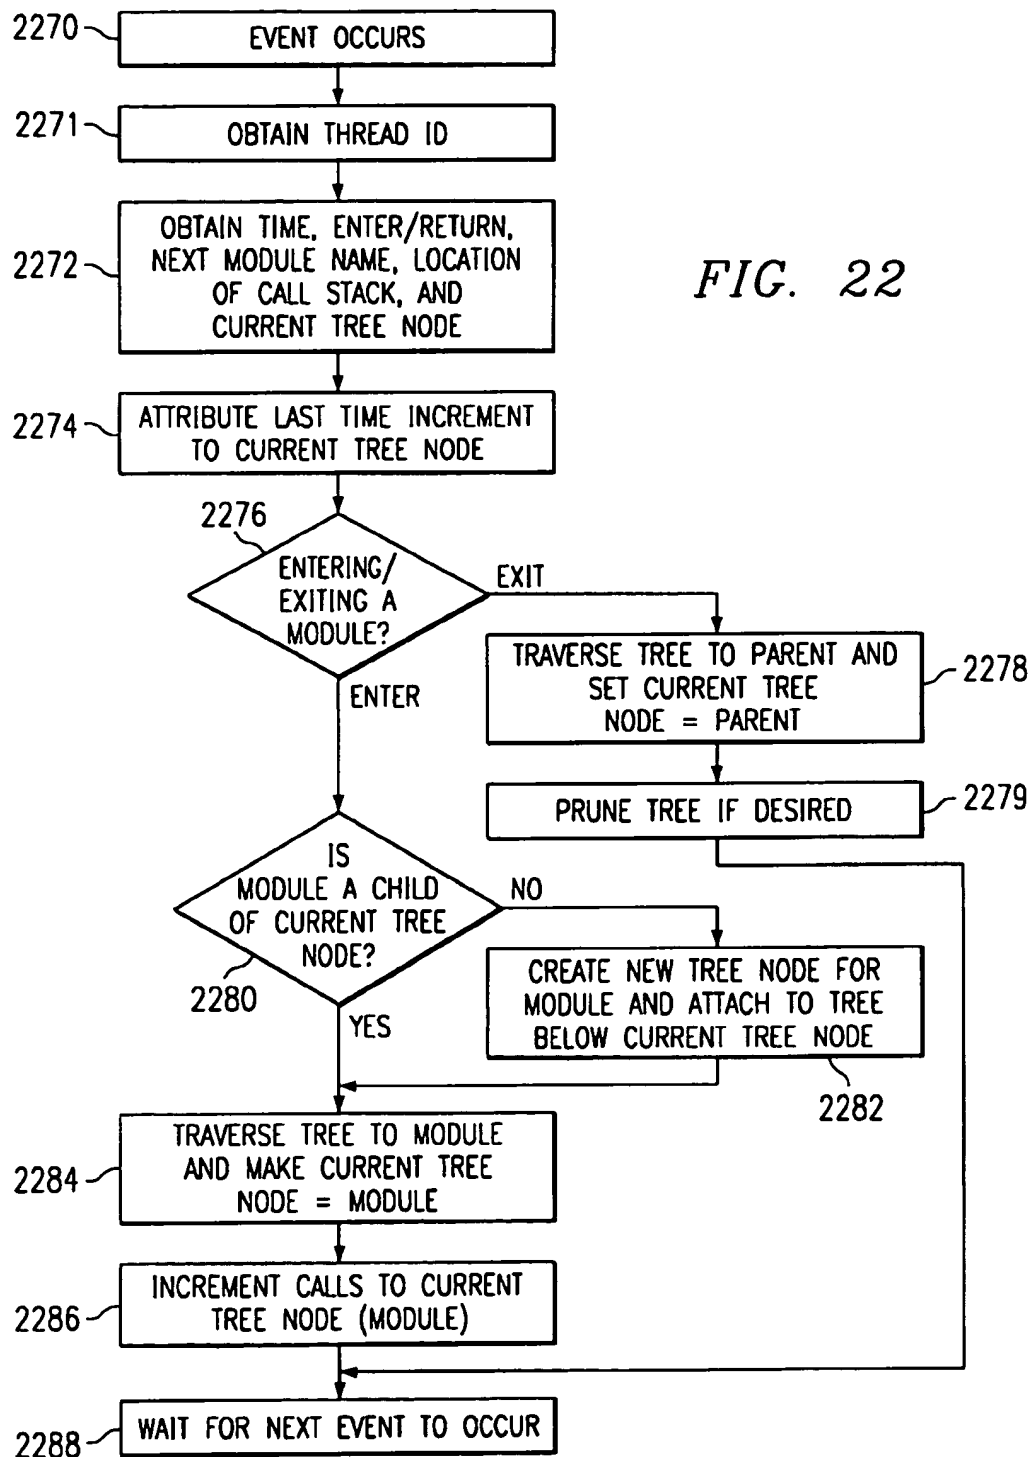 2270
EVENT OCCURS
2271
OBTAIN THREAD ID
2272
OBTAIN TIME, ENTER/RETURN,
NEXT MODULE NAME, LOCATION
OF CALL STACK, AND
CURRENT TREE NODE
FIG. 22
2274
ATTRIBUTE LAST TIME INCREMENT
TO CURRENT TREE NODE
2276
ENTERING/
EXITING A
MODULE?
EXIT
ENTER
TRAVERSE TREE TO PARENT AND
SET CURRENT TREE
NODE = PARENT
2278
PRUNE TREE IF DESIRED
2279
IS
MODULE A CHILD
OF CURRENT TREE
NODE?
NO
2280
YES
CREATE NEW TREE NODE FOR
MODULE AND ATTACH TO TREE
BELOW CURRENT TREE NODE
2282
2284
TRAVERSE TREE TO MODULE
AND MAKE CURRENT TREE
NODE = MODULE
2286
INCREMENT CALLS TO CURRENT
TREE NODE (MODULE)
2288
WAIT FOR NEXT EVENT TO OCCUR